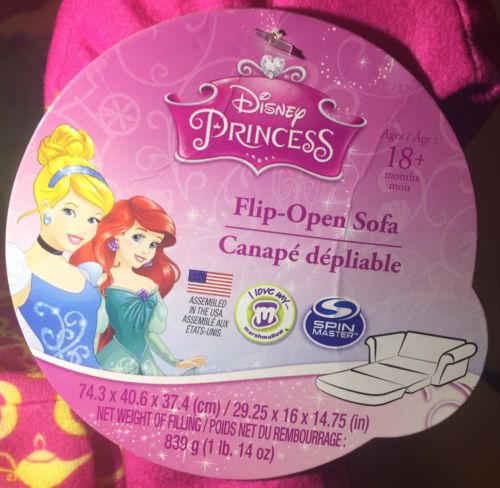 Disney
PRINCESS
Ages / Âge :
18+
months
mois
Flip-Open Sofa
Canapé dépliable
ASSEMBLED
IN THE USA
ASSEMBLÉ AUX
ÉTATS-UNIS.
I love my...
marshmallow
SPIN
MASTER™
74.3 x 40.6 x 37.4 (cm) / 29.25 x 16 x 14.75 (in)
NET WEIGHT OF FILLING / POIDS NET DU REMBOURRAGE :
839 g (1 lb. 14 oz)